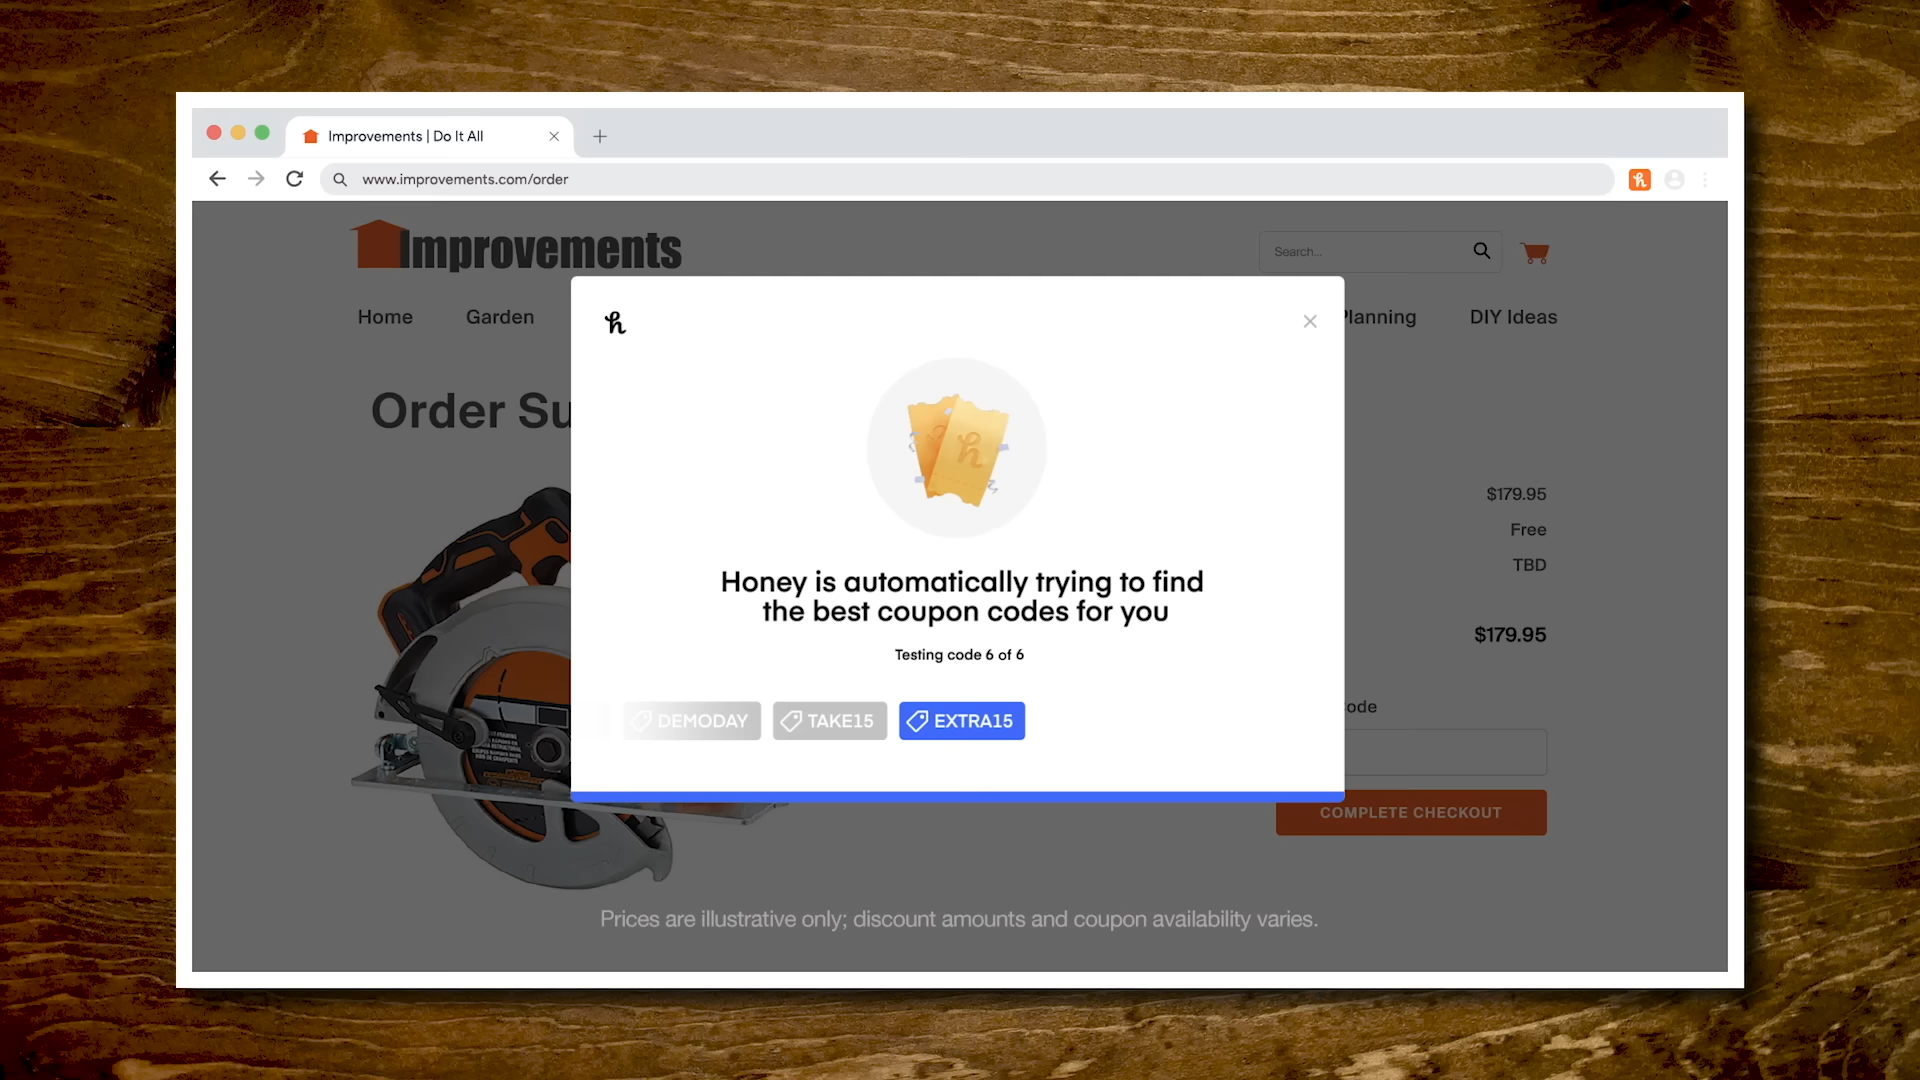 Improvements | Do It All
www.improvements.com/order
Improvements
Search...
Home
Garden
Planning
DIY Ideas
h
Order Su
$179.95
Free
TBD
$179.95
Honey is automatically trying to find
the best coupon codes for you
Testing code 6 of 6
DEMODAY
TAKE15
EXTRA15
ode
COMPLETE CHECKOUT
Prices are illustrative only; discount amounts and coupon availability varies.